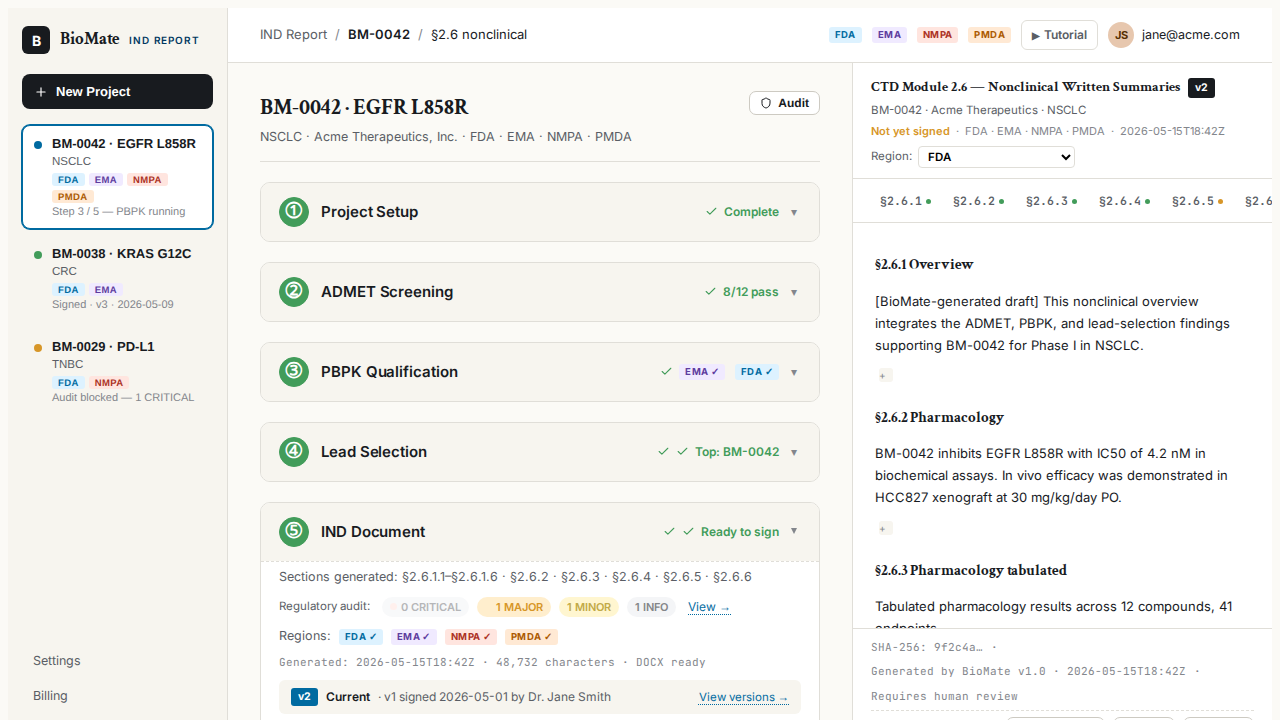 B BioMate IND REPORT
+ New Project
BM-0042 · EGFR L858R
NSCLC
FDA EMA NMPA
PMDA
Step 3 / 5 — PBPK running
BM-0038 · KRAS G12C
CRC
FDA EMA
Signed · v3 · 2026-05-09
BM-0029 · PD-L1
TNBC
FDA NMPA
Audit blocked — 1 CRITICAL
Settings
Billing
IND Report / BM-0042 / §2.6 nonclinical
FDA EMA NMPA PMDA ▶ Tutorial JS jane@acme.com
BM-0042 · EGFR L858R
Audit
NSCLC · Acme Therapeutics, Inc. · FDA · EMA · NMPA · PMDA
① Project Setup ✓ Complete ▼
② ADMET Screening ✓ 8/12 pass ▼
③ PBPK Qualification ✓ EMA ✓ FDA ✓ ▼
④ Lead Selection ✓ ✓ Top: BM-0042 ▼
⑤ IND Document ✓ ✓ Ready to sign ▼
Sections generated: §2.6.1.1–§2.6.1.6 · §2.6.2 · §2.6.3 · §2.6.4 · §2.6.5 · §2.6.6
Regulatory audit: 0 CRITICAL 1 MAJOR 1 MINOR 1 INFO View →
Regions: FDA ✓ EMA ✓ NMPA ✓ PMDA ✓
Generated: 2026-05-15T18:42Z · 48,732 characters · DOCX ready
v2 Current · v1 signed 2026-05-01 by Dr. Jane Smith View versions →
CTD Module 2.6 — Nonclinical Written Summaries v2
BM-0042 · Acme Therapeutics · NSCLC
Not yet signed · FDA · EMA · NMPA · PMDA · 2026-05-15T18:42Z
Region: FDA
§2.6.1 §2.6.2 §2.6.3 §2.6.4 §2.6.5 §2.6
§2.6.1 Overview
[BioMate-generated draft] This nonclinical overview
integrates the ADMET, PBPK, and lead-selection findings
supporting BM-0042 for Phase I in NSCLC.
+
§2.6.2 Pharmacology
BM-0042 inhibits EGFR L858R with IC50 of 4.2 nM in
biochemical assays. In vivo efficacy was demonstrated in
HCC827 xenograft at 30 mg/kg/day PO.
+
§2.6.3 Pharmacology tabulated
Tabulated pharmacology results across 12 compounds, 41
endpoints.
SHA-256: 9f2c4a… ·
Generated by BioMate v1.0 · 2026-05-15T18:42Z ·
Requires human review